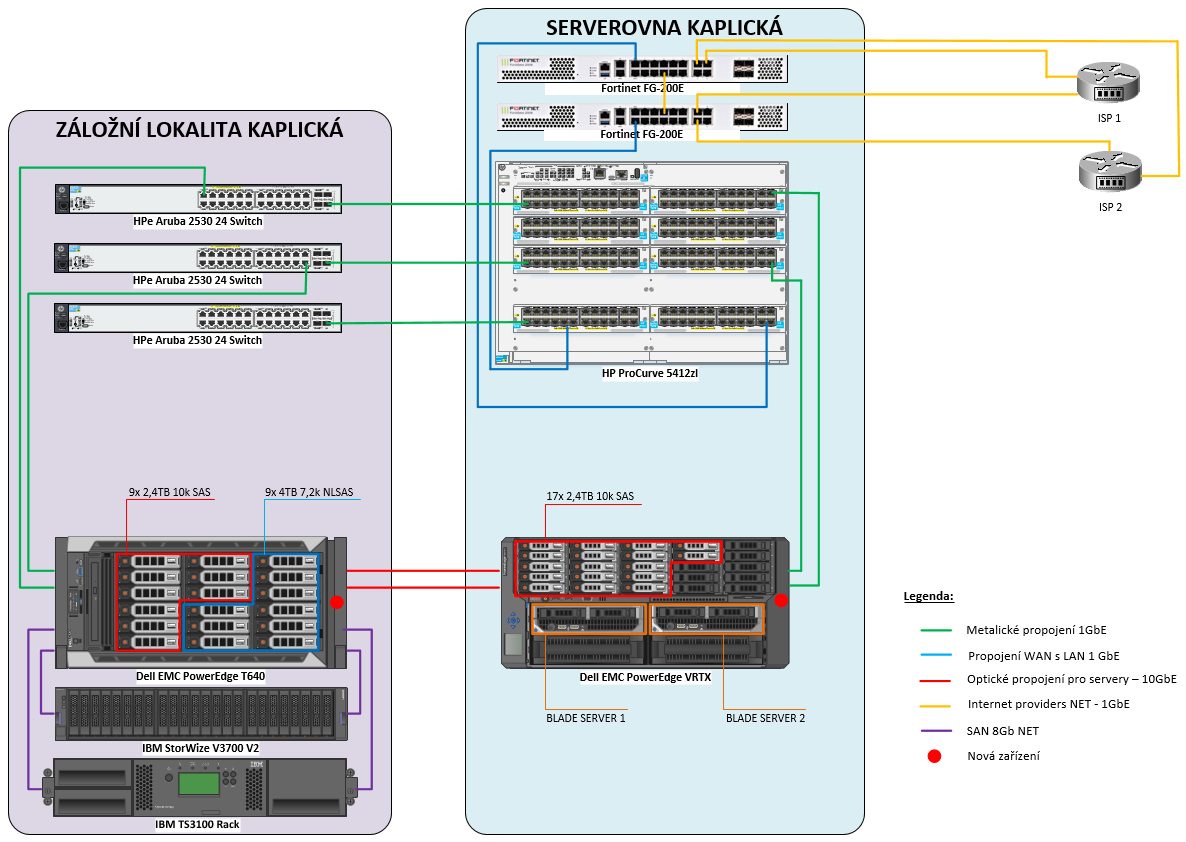 SERVEROVNA KAPLICKÁ
FORTINET
Fortinet FG-200E
FORTINET
Fortinet FG-200E
ISP 1
ISP 2
ZÁLOŽNÍ LOKALITA KAPLICKÁ
HPe Aruba 2530 24 Switch
HPe Aruba 2530 24 Switch
HPe Aruba 2530 24 Switch
HP ProCurve 5412zl
9x 2,4TB 10k SAS
9x 4TB 7,2k NLSAS
17x 2,4TB 10k SAS
Dell EMC PowerEdge T640
IBM StorWize V3700 V2
IBM
IBM TS3100 Rack
Dell EMC PowerEdge VRTX
BLADE SERVER 1
BLADE SERVER 2
Legenda:
Metalické propojení 1GbE
Propojení WAN s LAN 1 GbE
Optické propojení pro servery – 10GbE
Internet providers NET - 1GbE
SAN 8Gb NET
Nová zařízení